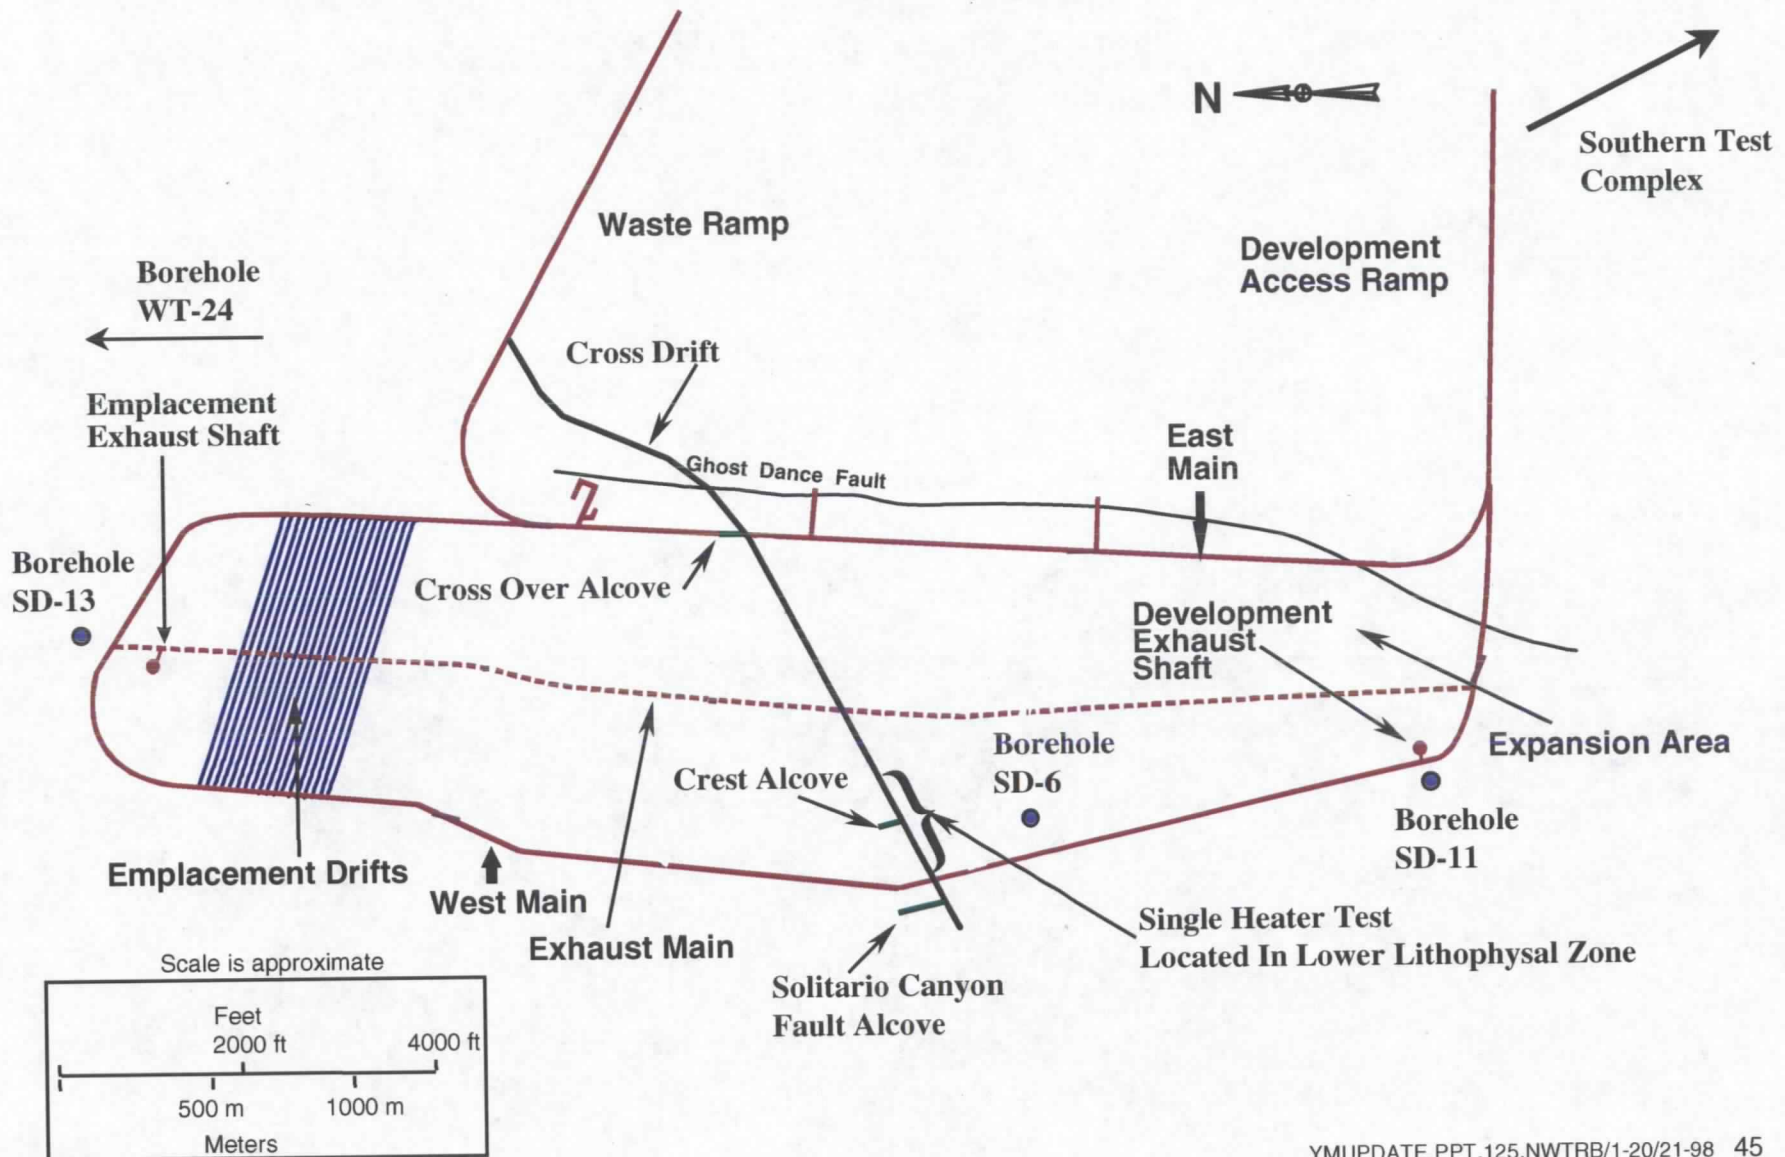 N
Southern Test
Complex
Waste Ramp
Development
Access Ramp
Borehole
WT-24
Cross Drift
Emplacement
Exhaust Shaft
East
Main
Ghost Dance Fault
Borehole
SD-13
Cross Over Alcove
Development
Exhaust
Shaft
Borehole
SD-6
Expansion Area
Crest Alcove
Borehole
SD-11
Emplacement Drifts
West Main
Exhaust Main
Single Heater Test
Located In Lower Lithophysal Zone
Solitario Canyon
Fault Alcove
Scale is approximate
Feet
2000 ft
4000 ft
500 m
1000 m
Meters
YMUPDATE.PPT.125.NWTRB/1-20/21-98 45